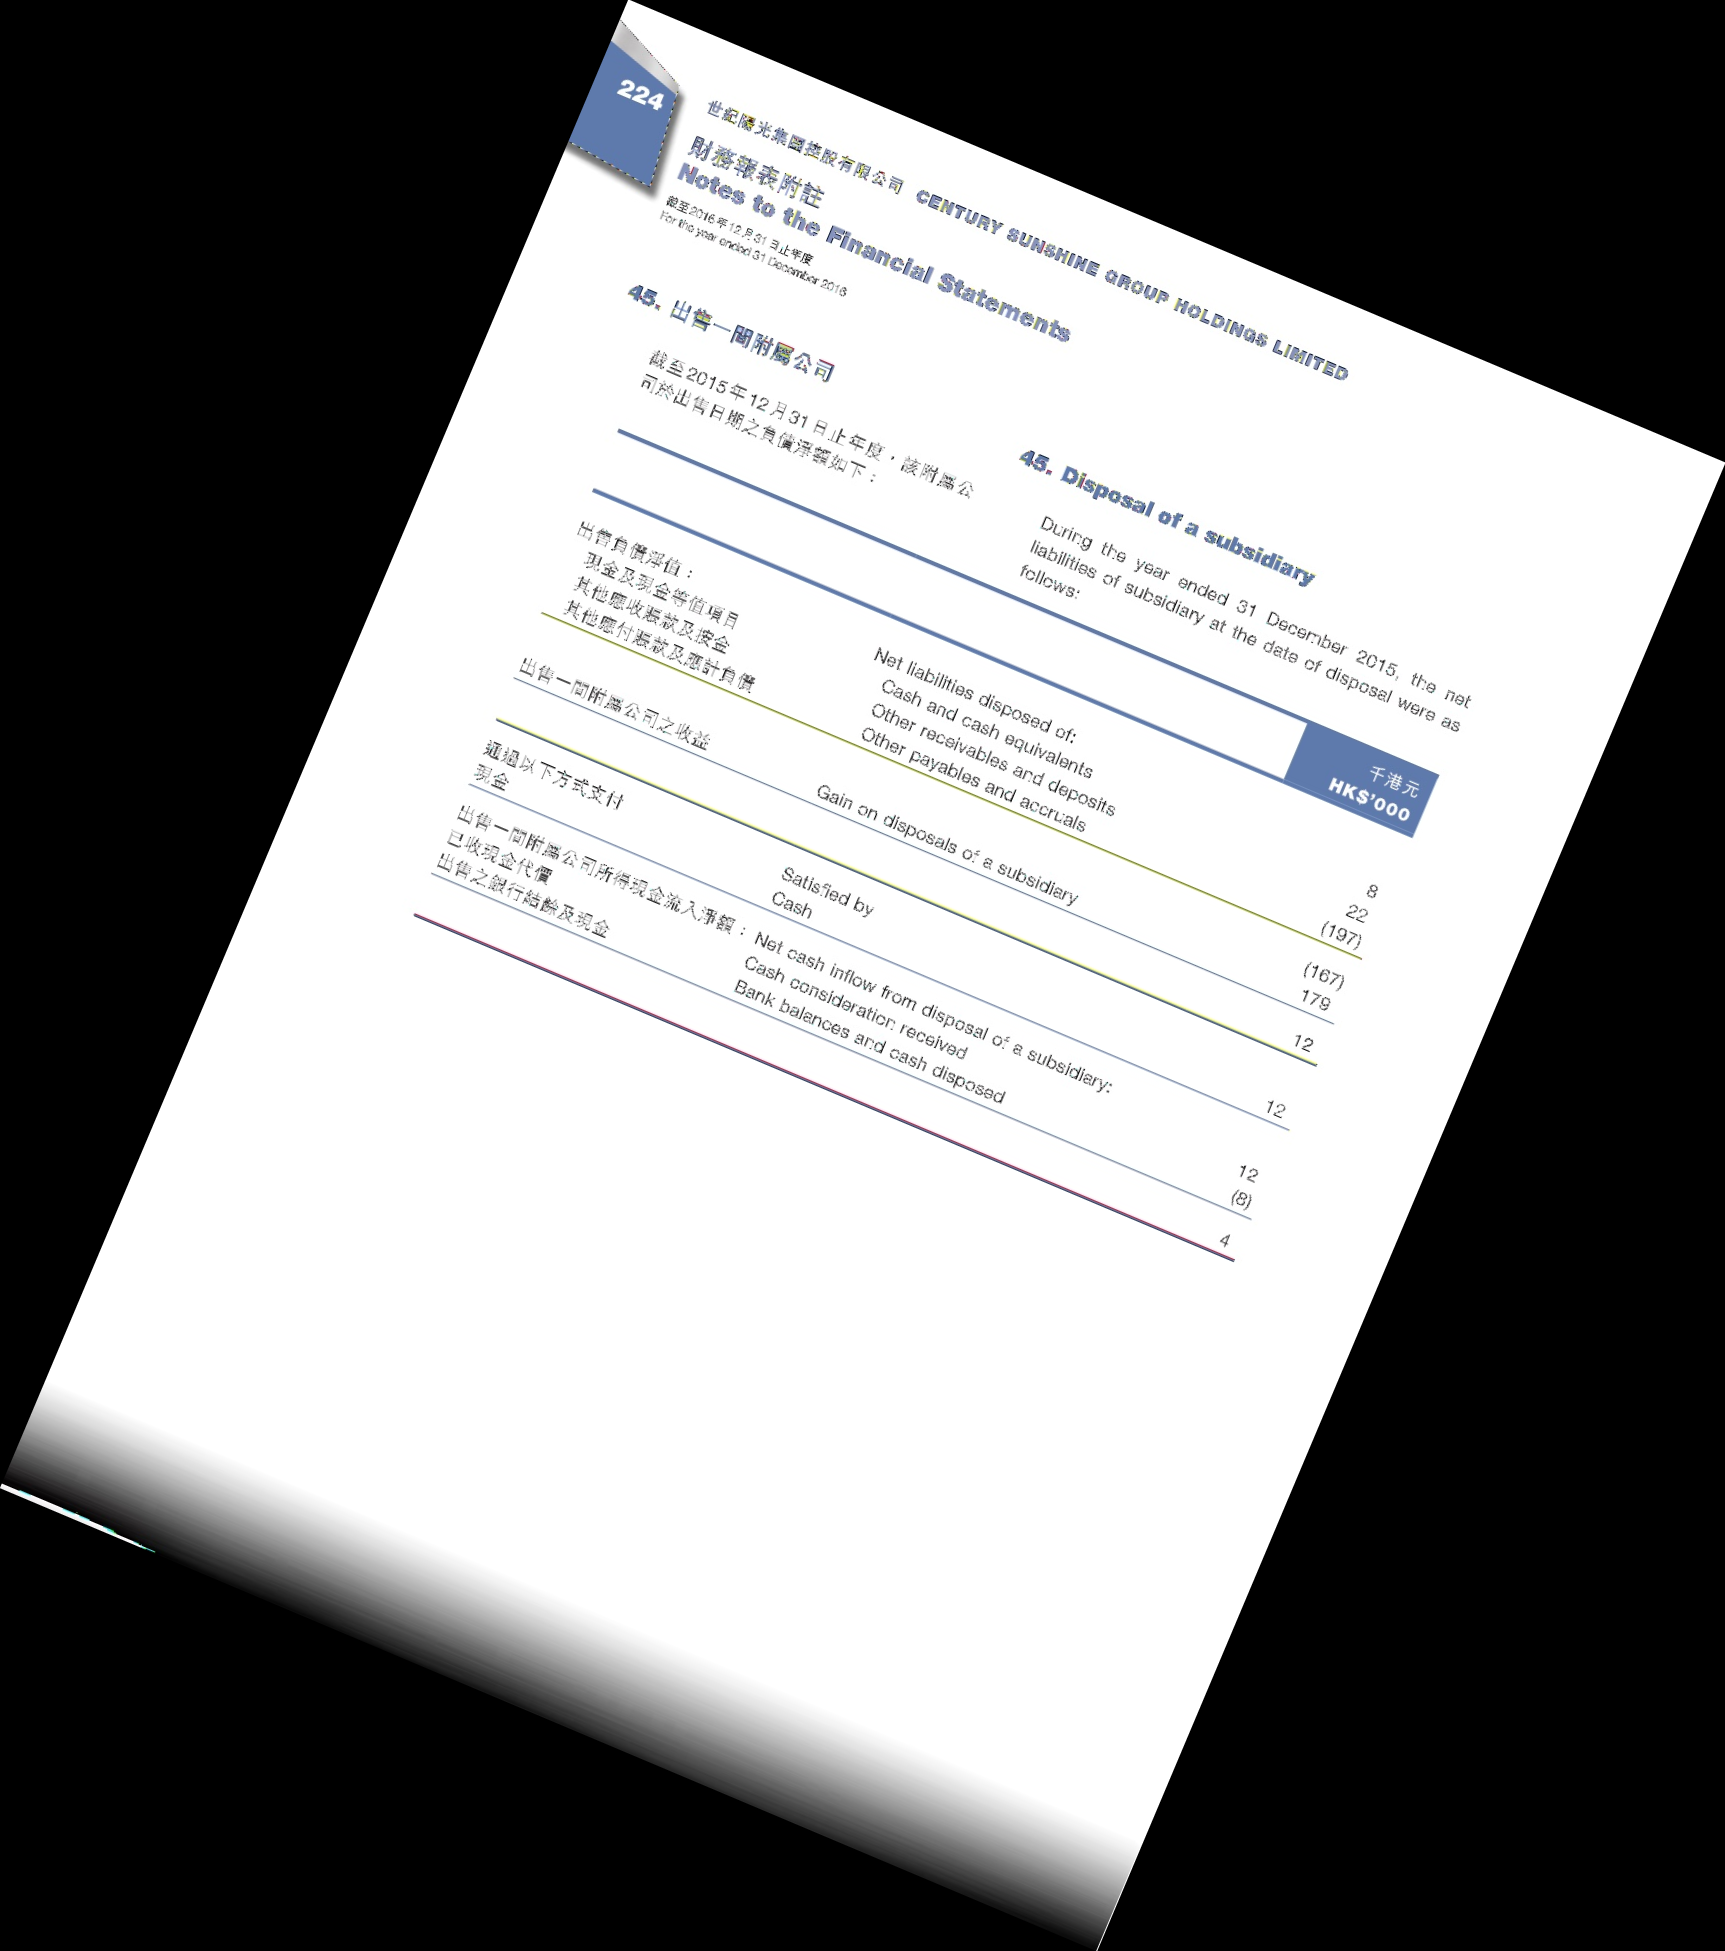 224
世紀陽光集團控股有限公司 CENTURY SUNSHINE GROUP HOLDINGS LIMITED
財務報表附註
Notes to the Financial Statements
截至2016年12月31日止年度
For the year ended 31 December 2016
45. 出售一間附屬公司
截至2015年12月31日止年度，該附屬公
司於出售日期之負債淨額如下：
45. Disposal of a subsidiary
During the year ended 31 December 2015, the net
liabilities of subsidiary at the date of disposal were as
follows:
千港元
HK$'000
出售負債淨值： Net liabilities disposed of:
現金及現金等值項目 Cash and cash equivalents 8
其他應收賬款及按金 Other receivables and deposits 22
其他應付賬款及應計負債 Other payables and accruals (197)
(167)
出售一間附屬公司之收益 Gain on disposals of a subsidiary 179
12
通過以下方式支付 Satisfied by
現金 Cash 12
出售一間附屬公司所得現金流入淨額： Net cash inflow from disposal of a subsidiary:
已收現金代價 Cash consideration received 12
出售之銀行結餘及現金 Bank balances and cash disposed (8)
4